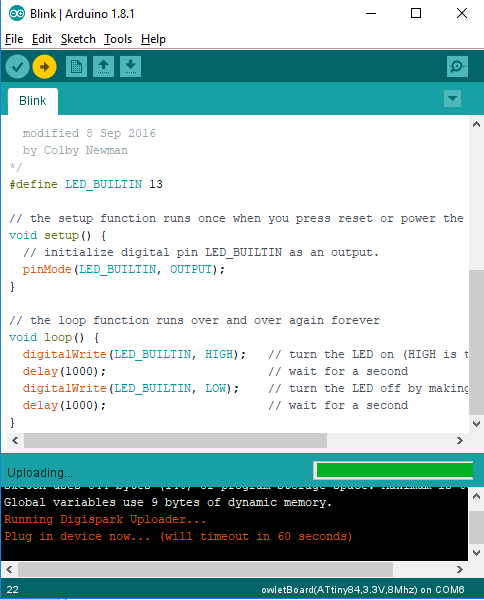 Blink | Arduino 1.8.1
File Edit Sketch Tools Help
Blink
modified 8 Sep 2016
by Colby Newman
*/
#define LED_BUILTIN 13
// the setup function runs once when you press reset or power the
void setup() {
// initialize digital pin LED_BUILTIN as an output.
pinMode(LED_BUILTIN, OUTPUT);
}
// the loop function runs over and over again forever
void loop() {
digitalWrite(LED_BUILTIN, HIGH); // turn the LED on (HIGH is t
delay(1000); // wait for a second
digitalWrite(LED_BUILTIN, LOW); // turn the LED off by making
delay(1000); // wait for a second
}
Uploading...
Global variables use 9 bytes of dynamic memory.
Running Digispark Uploader...
Plug in device now... (will timeout in 60 seconds)
22 owletBoard(ATtiny84,3.3V,8Mhz) on COM6